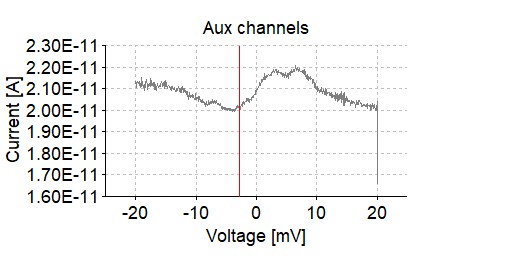 Aux channels
2.30E-11
2.20E-11
2.10E-11
2.00E-11
1.90E-11
1.80E-11
1.70E-11
1.60E-11
Current [A]
-20 -10 0 10 20
Voltage [mV]